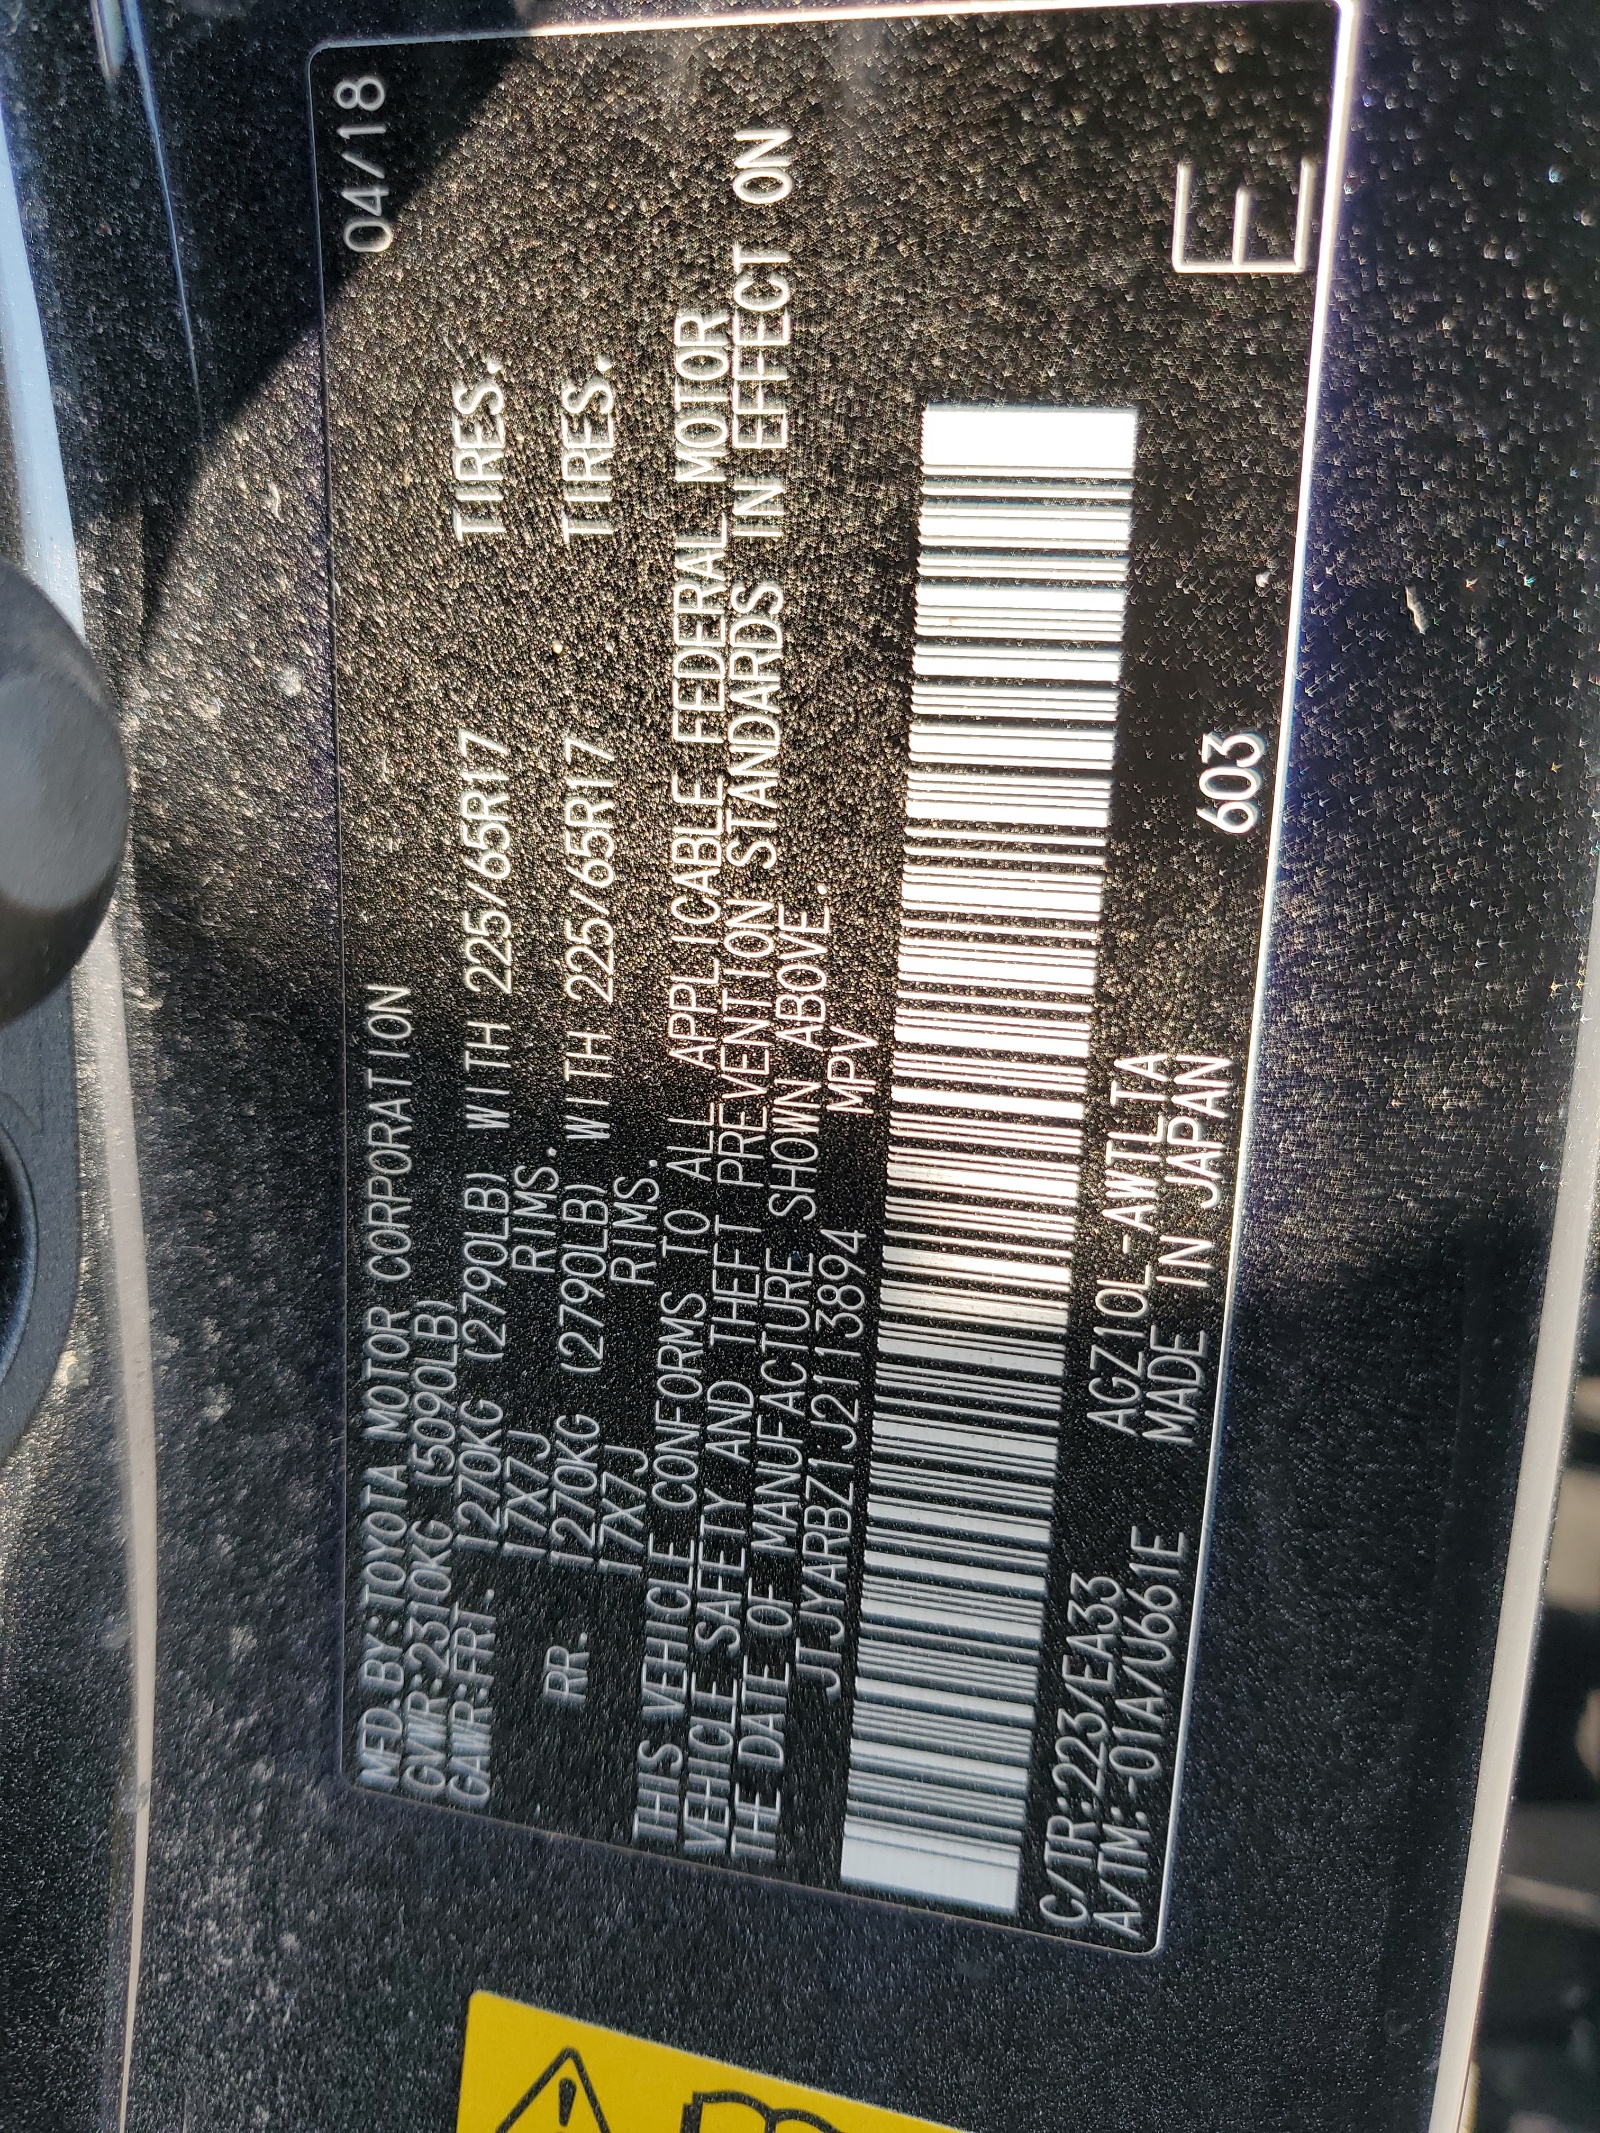 MFD.BY:TOYOTA MOTOR CORPORATION 04/18
GVWR:2310KG (5090LB)
GAWR:FRT. 1270KG (2790LB) WITH 225/65R17 TIRES.
17X7J RIMS.
RR. 1270KG (2790LB) WITH 225/65R17 TIRES.
17X7J RIMS.
THIS VEHICLE CONFORMS TO ALL APPLICABLE FEDERAL MOTOR
VEHICLE SAFETY AND THEFT PREVENTION STANDARDS IN EFFECT ON
THE DATE OF MANUFACTURE SHOWN ABOVE.
JTJYARBZ1J2113894 MPV
C/TR:223/EA33 AGZ10L-AWTLTA
A/TM:-01A/U661E MADE IN JAPAN 603 E